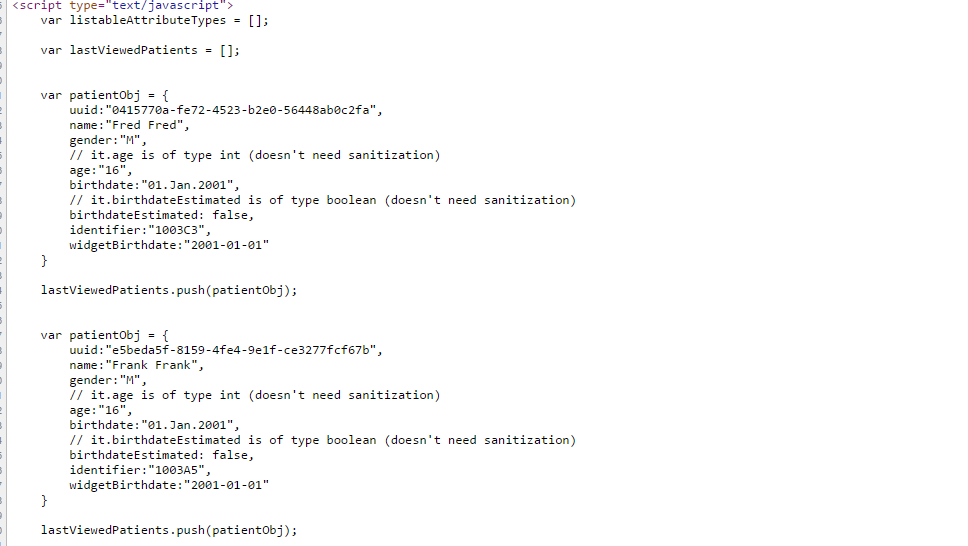 <script type="text/javascript">
var listableAttributeTypes = [];
var lastViewedPatients = [];
var patientObj = {
uuid:"0415770a-fe72-4523-b2e0-56448ab0c2fa",
name:"Fred Fred",
gender:"M",
// it.age is of type int (doesn't need sanitization)
age:"16",
birthdate:"01.Jan.2001",
// it.birthdateEstimated is of type boolean (doesn't need sanitization)
birthdateEstimated: false,
identifier:"1003C3",
widgetBirthdate:"2001-01-01"
}
lastViewedPatients.push(patientObj);
var patientObj = {
uuid:"e5beda5f-8159-4fe4-9e1f-ce3277fcf67b",
name:"Frank Frank",
gender:"M",
// it.age is of type int (doesn't need sanitization)
age:"16",
birthdate:"01.Jan.2001",
// it.birthdateEstimated is of type boolean (doesn't need sanitization)
birthdateEstimated: false,
identifier:"1003A5",
widgetBirthdate:"2001-01-01"
}
lastViewedPatients.push(patientObj);